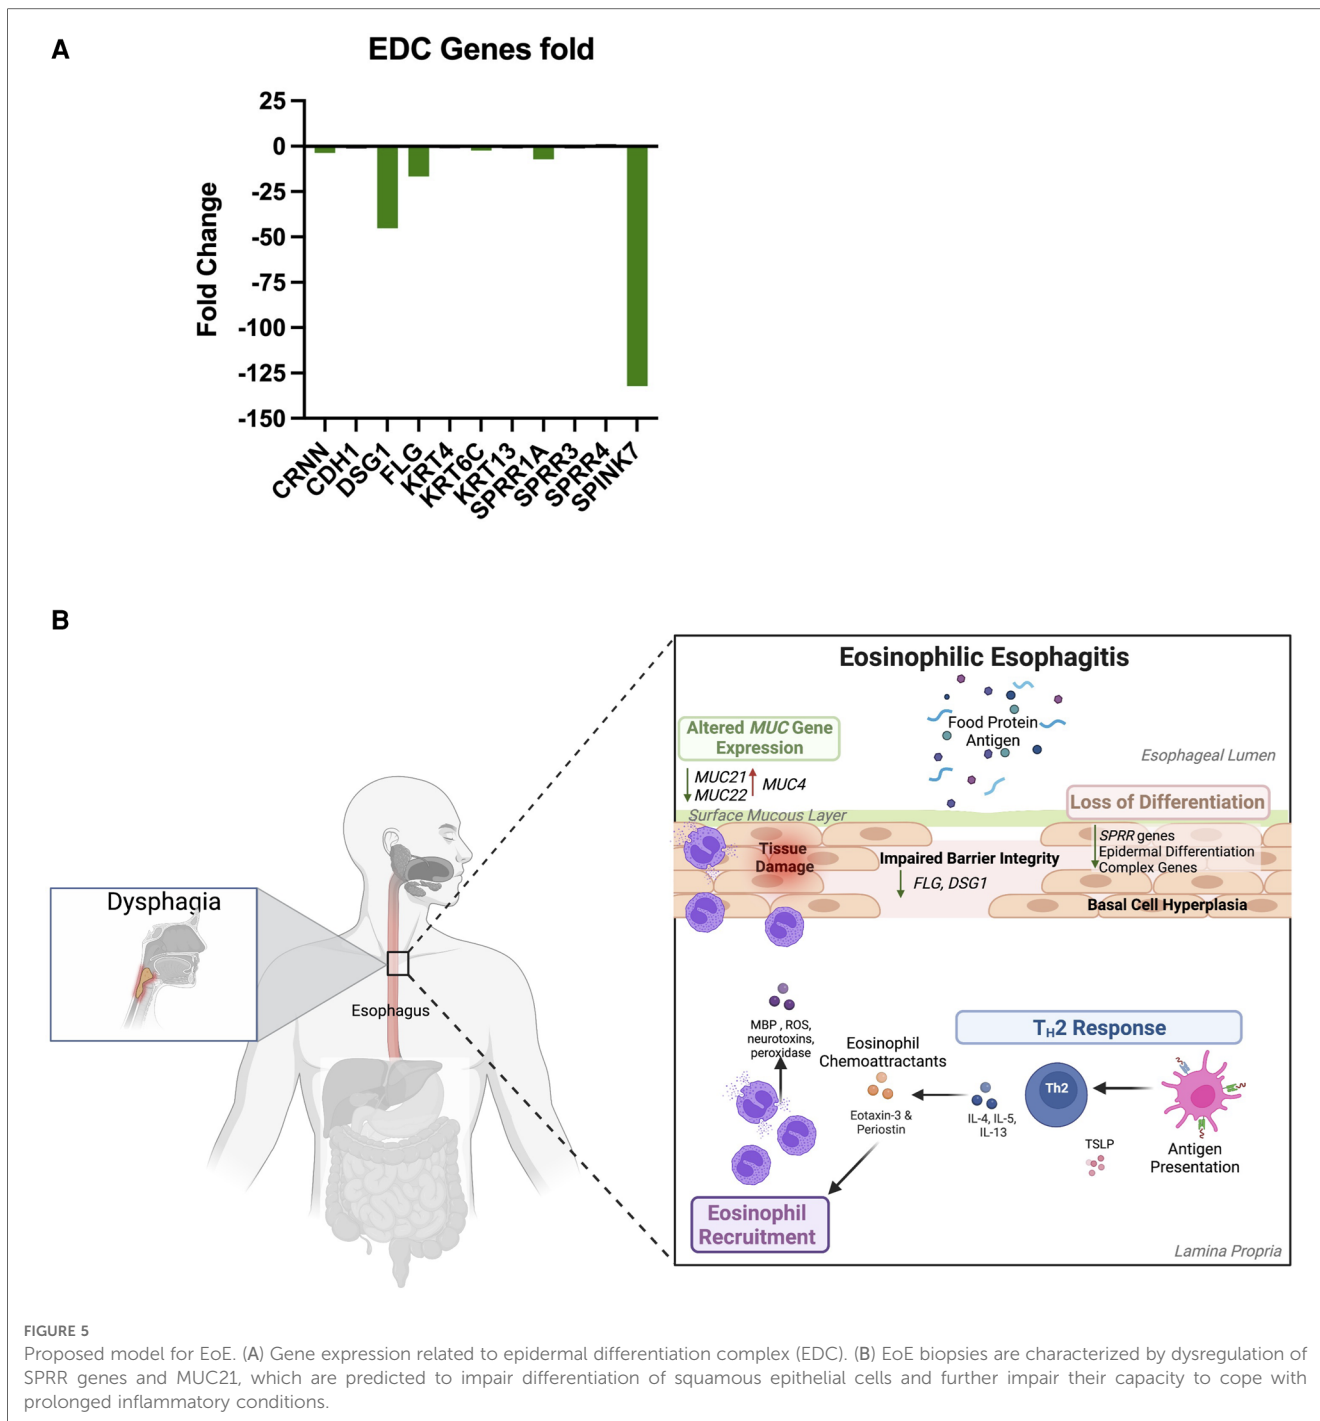 A
EDC Genes fold
Fold Change
25
0
-25
-50
-75
-100
-125
-150
CRNN
CDH1
DSG1
FLG
KRT4
KRT6C
KRT13
SPRR1A
SPRR3
SPRR4
SPINK7
B
Dysphagia
Esophagus
Eosinophilic Esophagitis
Food Protein
Antigen
Esophageal Lumen
Altered MUC Gene
Expression
MUC21
MUC22
MUC4
Surface Mucous Layer
Loss of Differentiation
SPRR genes
Epidermal Differentiation
Complex Genes
Tissue
Damage
Impaired Barrier Integrity
FLG, DSG1
Basal Cell Hyperplasia
MBP , ROS,
neurotoxins,
peroxidase
Eosinophil
Chemoattractants
Eotaxin-3 &
Periostin
TH2 Response
Th2
IL-4, IL-5,
IL-13
TSLP
Antigen
Presentation
Eosinophil
Recruitment
Lamina Propria
FIGURE 5
Proposed model for EoE. (A) Gene expression related to epidermal differentiation complex (EDC). (B) EoE biopsies are characterized by dysregulation of
SPRR genes and MUC21, which are predicted to impair differentiation of squamous epithelial cells and further impair their capacity to cope with
prolonged inflammatory conditions.